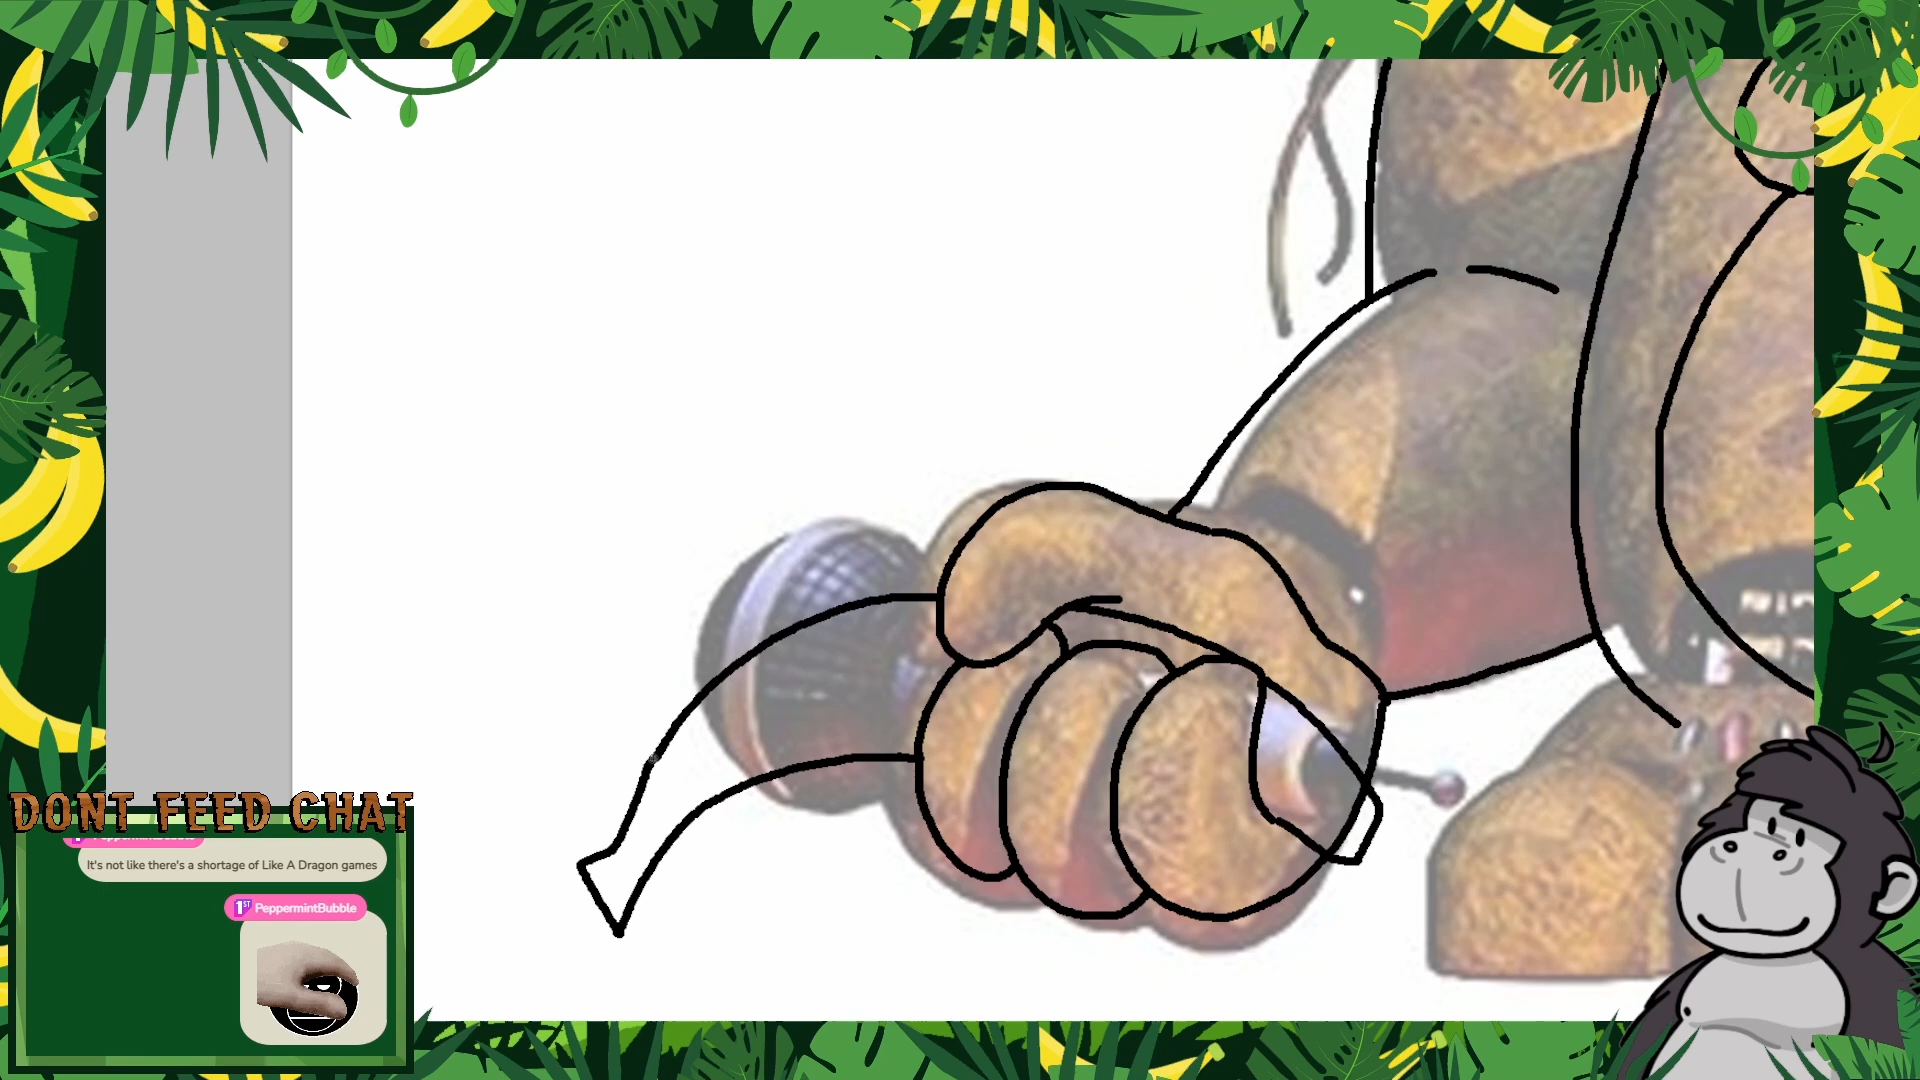 DONT FEED CHAT
It's not like there's a shortage of Like A Dragon games
1ST PeppermintBubble